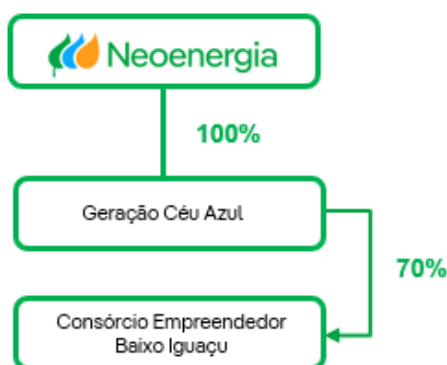 Neoenergia
100%
Geração Céu Azul
70%
Consórcio Empreendedor
Baixo Iguaçu